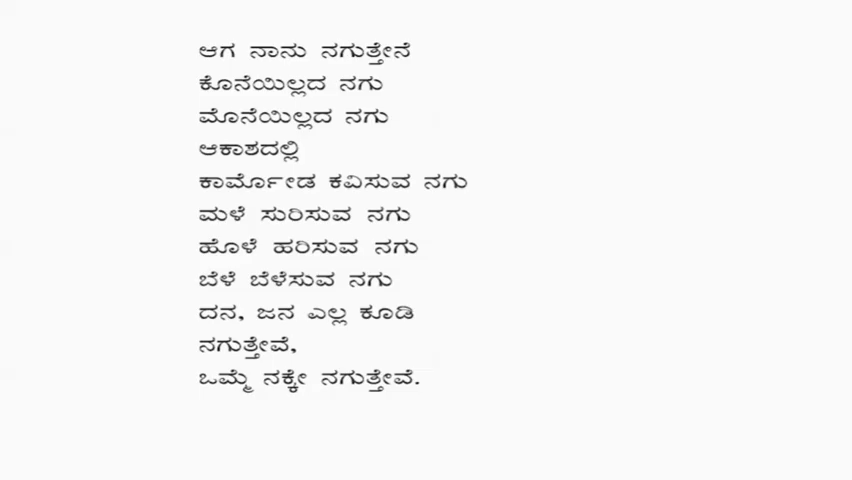 ಆಗ ನಾನು ನಗುತ್ತೇನೆ
ಕೊನೆಯಿಲ್ಲದ ನಗು
ಮೊನೆಯಿಲ್ಲದ ನಗು
ಆಕಾಶದಲ್ಲಿ
ಕಾರ್ಮೋಡ ಕವಿಸುವ ನಗು
ಮಳೆ ಸುರಿಸುವ ನಗು
ಹೊಳೆ ಹರಿಸುವ ನಗು
ಬೆಳೆ ಬೆಳೆಸುವ ನಗು
ದನ, ಜನ ಎಲ್ಲ ಕೂಡಿ
ನಗುತ್ತೇವೆ,
ಒಮ್ಮೆ ನಕ್ಕೇ ನಗುತ್ತೇವೆ.